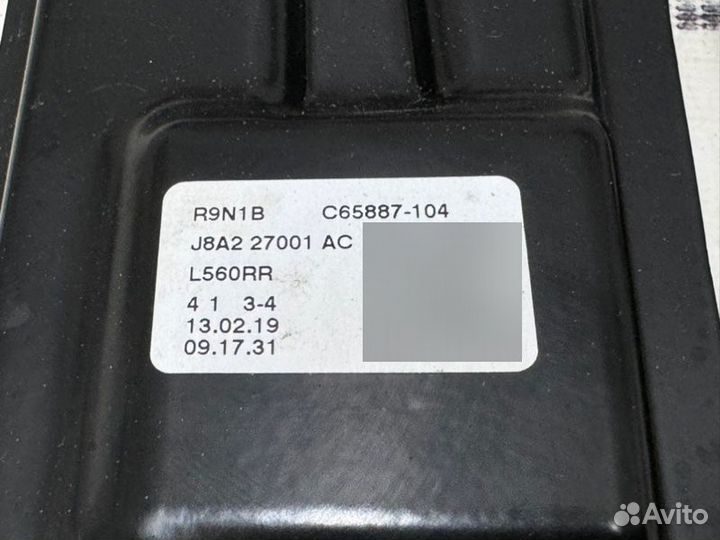 R9N1B C65887-104
J8A2 27001 AC
L560RR
4 1 3-4
13.02.19
09.17.31
Avito